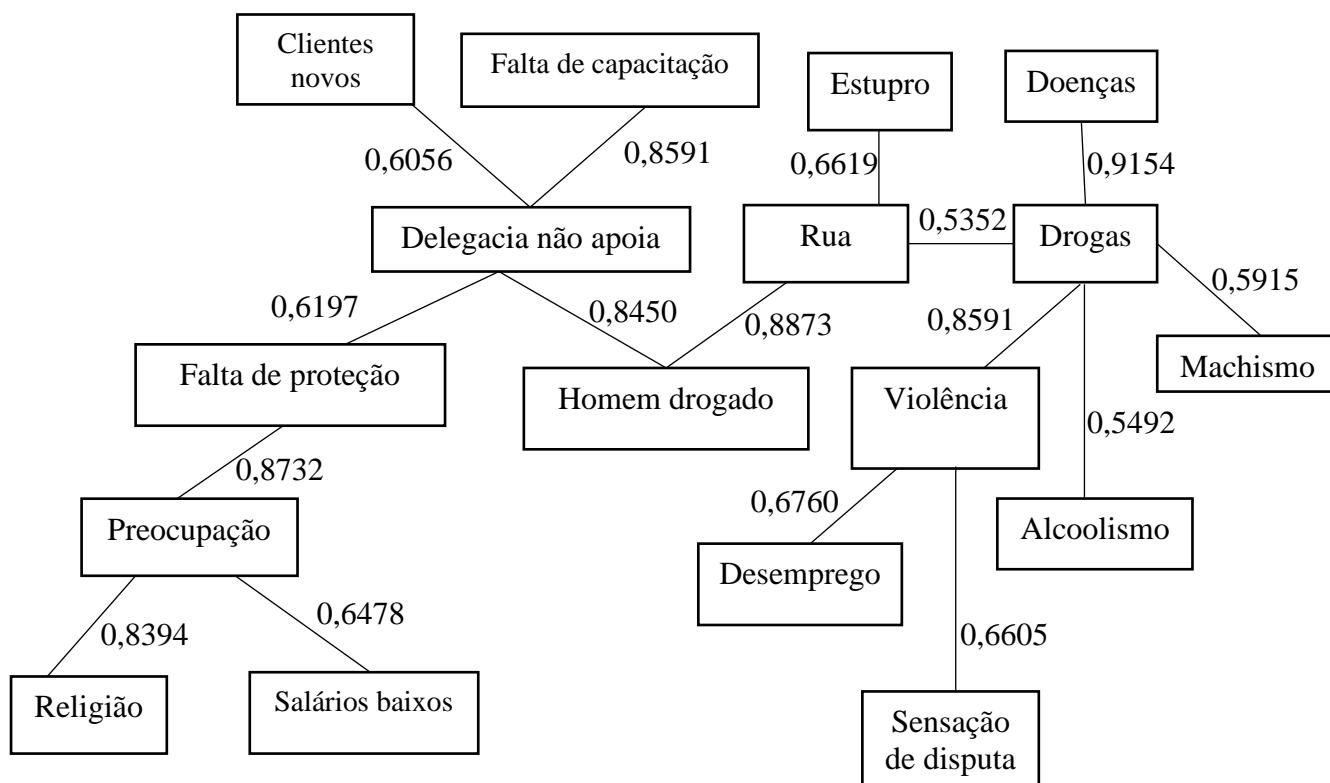 Clientes
novos
Falta de capacitação
Estupro
Doenças
0,6056
0,8591
0,6619
0,9154
Delegacia não apoia
Rua
0,5352
Drogas
0,5915
0,6197
0,8450
0,8873
0,8591
Falta de proteção
Homem drogado
Violência
Machismo
0,5492
0,8732
0,6760
Preocupação
Alcoolismo
Desemprego
0,8394
0,6478
0,6605
Religião
Salários baixos
Sensação
de disputa